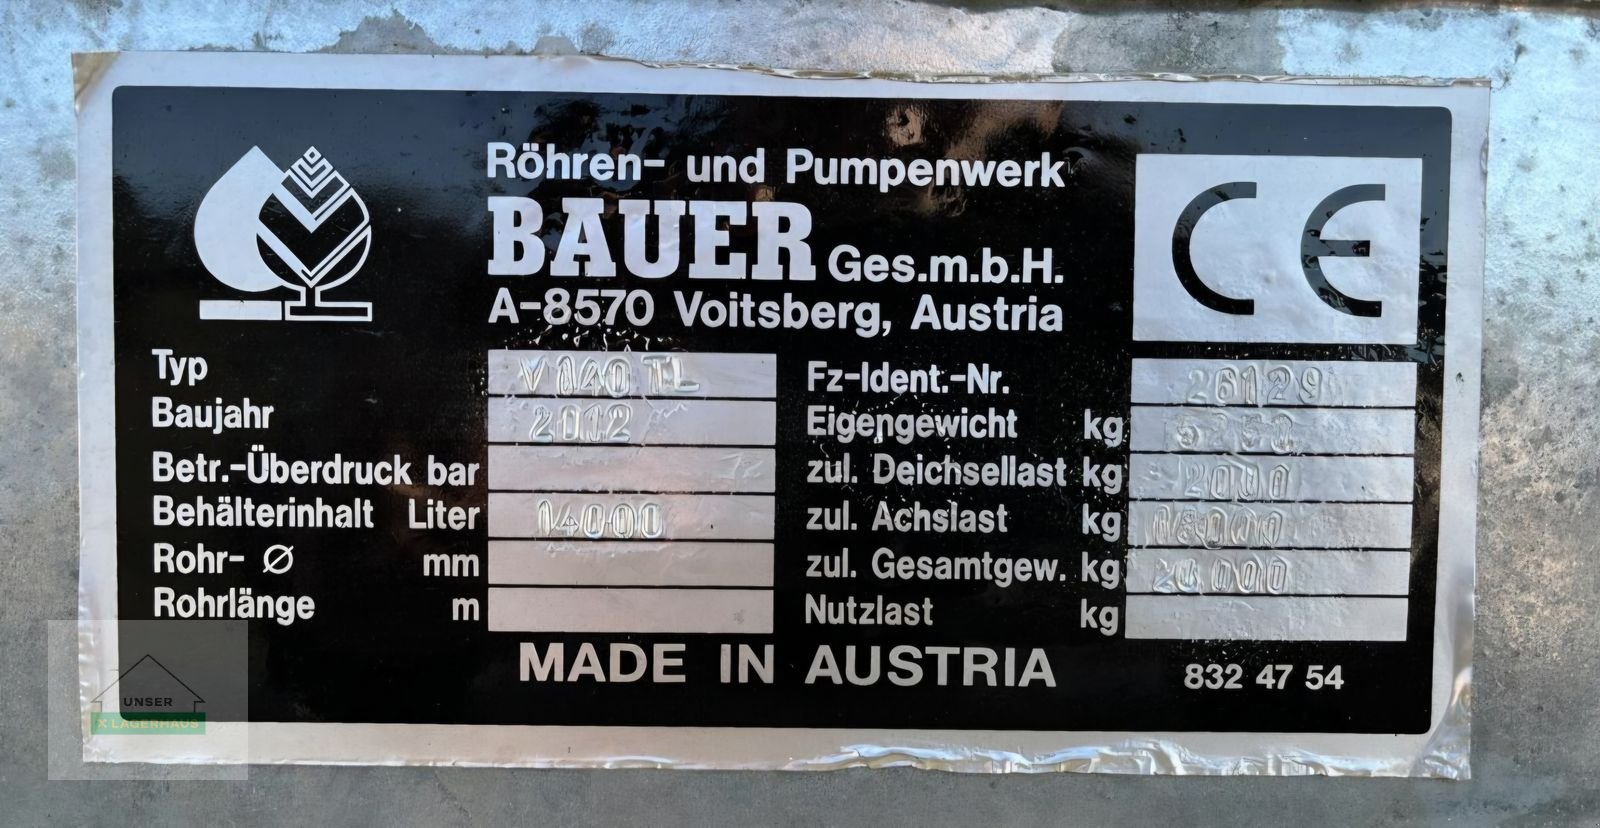 Röhren- und Pumpenwerk
BAUER Ges.m.b.H.
A-8570 Voitsberg, Austria
CE
Typ V140 TL
Baujahr 2012
Betr.-Überdruck bar
Behälterinhalt Liter 14000
Rohr- Ø mm
Rohrlänge m
Fz-Ident.-Nr. 26129
Eigengewicht kg
zul. Deichsellast kg 2000
zul. Achslast kg 18000
zul. Gesamtgew. kg 20000
Nutzlast kg
MADE IN AUSTRIA
832 47 54
UNSER
X LAGERHAUS